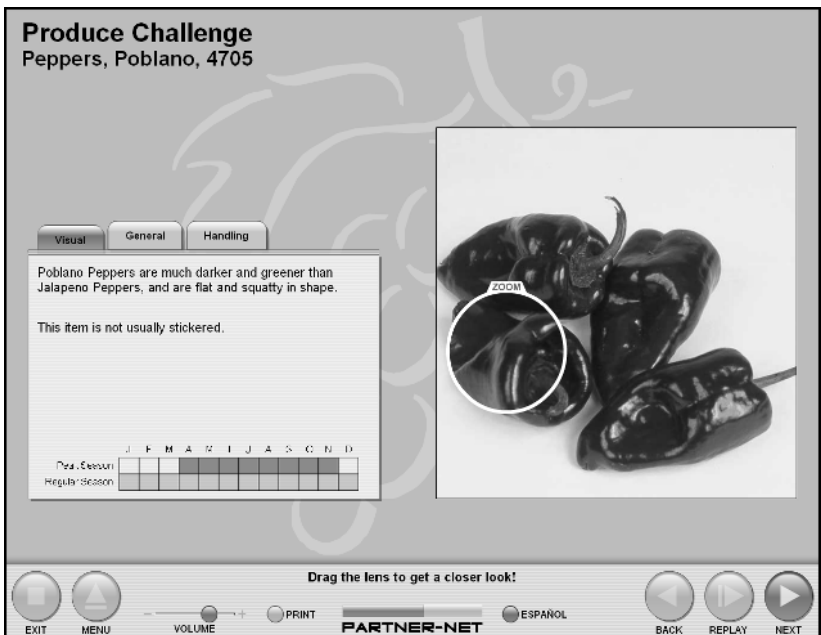 Produce Challenge
Peppers, Poblano, 4705
Visual
General
Handling
Poblano Peppers are much darker and greener than
Jalapeno Peppers, and are flat and squatty in shape.
This item is not usually stickered.
J F M A M J J A S O N D
Peak Season
Regular Season
ZOOM
Drag the lens to get a closer look!
EXIT
MENU
VOLUME
PRINT
PARTNER-NET
ESPAÑOL
BACK
REPLAY
NEXT